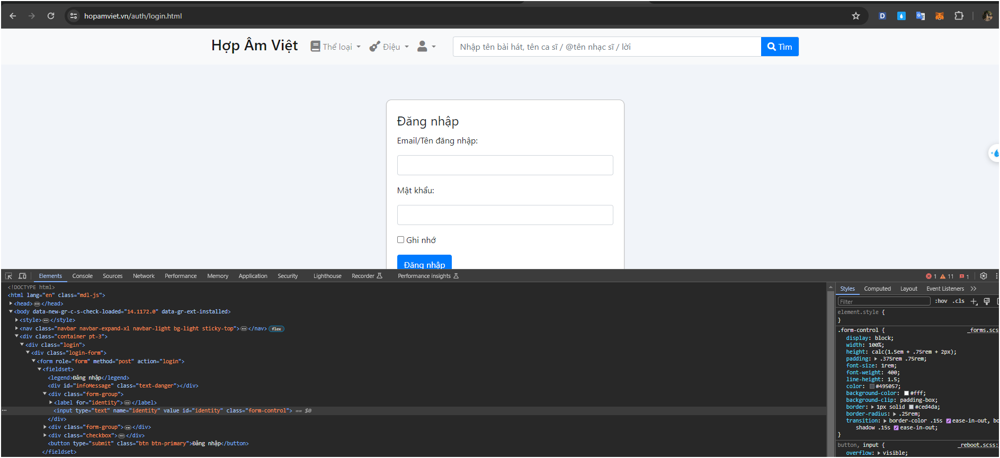 hopamviet.vn/auth/login.html
Hợp Âm Việt Thể loại Điệu Nhập tên bài hát, tên ca sĩ / @tên nhạc sĩ / lời Tìm
Đăng nhập
Email/Tên đăng nhập:
Mật khẩu:
Ghi nhớ
Đăng nhập
Elements Console Sources Network Performance Memory Application Security Lighthouse Recorder Performance insights 1 11 1
<!DOCTYPE html>
<html lang="en" class="mdl-js">
<head>…</head>
<body data-new-gr-c-s-check-loaded="14.1172.0" data-gr-ext-installed>
<style>…</style>
<nav class="navbar navbar-expand-xl navbar-light bg-light sticky-top">…</nav> flex
<div class="container pt-3">
<div class="login">
<div class="login-form">
<form role="form" method="post" action="login">
<fieldset>
<legend>Đăng nhập</legend>
<div id="infoMessage" class="text-danger"></div>
<div class="form-group">
<label for="identity">…</label>
<input type="text" name="identity" value id="identity" class="form-control"> == $0
</div>
<div class="form-group">…</div>
<div class="checkbox">…</div>
<button type="submit" class="btn btn-primary">Đăng nhập</button>
</fieldset>
Styles Computed Layout Event Listeners
Filter :hov .cls
element.style {
}
.form-control { _forms.scs
display: block;
width: 100%;
height: calc(1.5em + .75rem + 2px);
padding: .375rem .75rem;
font-size: 1rem;
font-weight: 400;
line-height: 1.5;
color: #495057;
background-color: #fff;
background-clip: padding-box;
border: 1px solid #ced4da;
border-radius: .25rem;
transition: border-color .15s ease-in-out, bo
shadow .15s ease-in-out;
}
button, input { _reboot.scss:
overflow: visible;